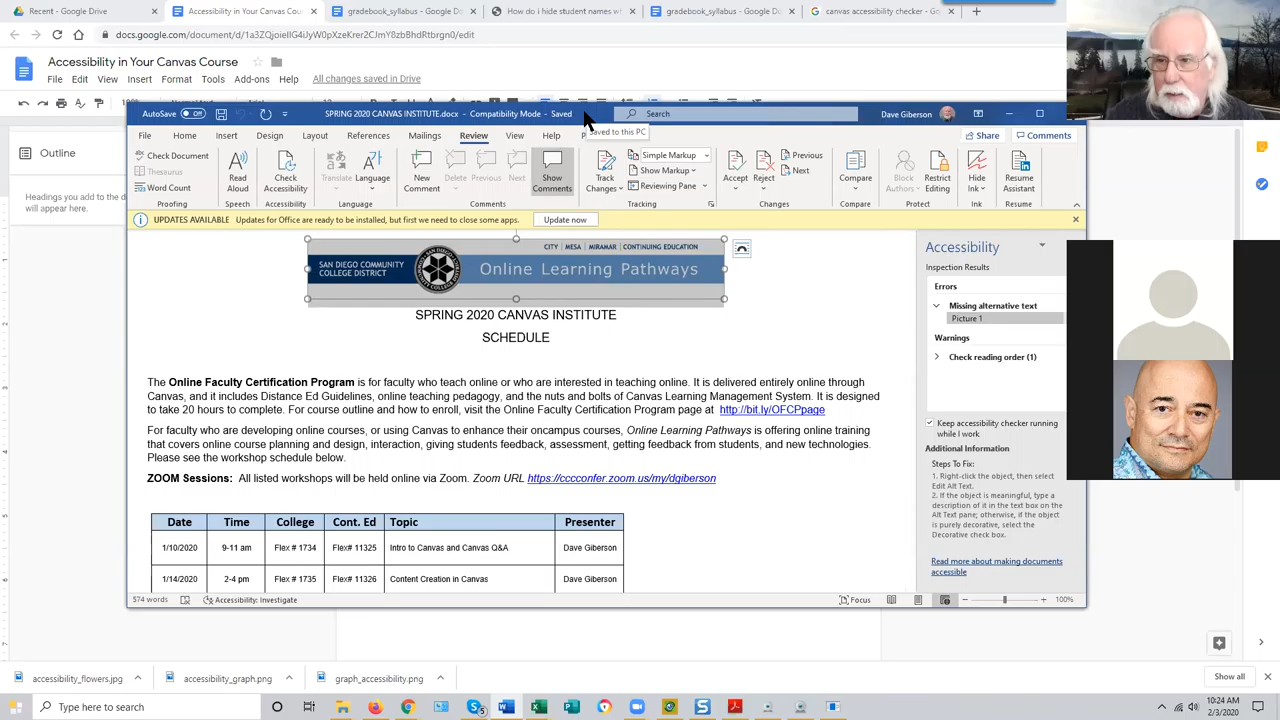 Recent - Google Drive
Accessibility in Your Canvas Cours
gradebook_syllabus - Google Do
How do i hide student names wh
gradebook_syllabus - Google Do
canvas accessibility checker - G
docs.google.com/document/d/1a3ZQjoieIIG4iJyW0pXzeKrer2CJmY8zbBhdRtbrgn0/edit
Accessibility in Your Canvas Course
File Edit View Insert Format Tools Add-ons Help All changes saved in Drive
AutoSave Off SPRING 2020 CANVAS INSTITUTE.docx - Compatibility Mode - Saved Search Dave Giberson
Saved to this PC
File Home Insert Design Layout References Mailings Review View Help Share Comments
Check Document
Thesaurus
Word Count
Read Aloud
Check Accessibility
Translate
Language
New Comment
Delete
Previous
Next
Show Comments
Track Changes
Simple Markup
Show Markup
Reviewing Pane
Accept
Reject
Previous
Next
Compare
Block Authors
Restrict Editing
Hide Ink
Resume Assistant
Proofing Speech Accessibility Language Comments Tracking Changes Compare Protect Ink Resume
UPDATES AVAILABLE Updates for Office are ready to be installed, but first we need to close some apps. Update now
Outline
Headings you add to the d
will appear here.
CITY | MESA | MIRAMAR | CONTINUING EDUCATION
SAN DIEGO COMMUNITY
COLLEGE DISTRICT
Online Learning Pathways
SPRING 2020 CANVAS INSTITUTE
SCHEDULE
The Online Faculty Certification Program is for faculty who teach online or who are interested in teaching online. It is delivered entirely online through
Canvas, and it includes Distance Ed Guidelines, online teaching pedagogy, and the nuts and bolts of Canvas Learning Management System. It is designed
to take 20 hours to complete. For course outline and how to enroll, visit the Online Faculty Certification Program page at http://bit.ly/OFCPpage
For faculty who are developing online courses, or using Canvas to enhance their oncampus courses, Online Learning Pathways is offering online training
that covers online course planning and design, interaction, giving students feedback, assessment, getting feedback from students, and new technologies.
Please see the workshop schedule below.
ZOOM Sessions: All listed workshops will be held online via Zoom. Zoom URL https://cccconfer.zoom.us/my/dgiberson
Date Time College Cont. Ed Topic Presenter
1/10/2020 9-11 am Flex # 1734 Flex# 11325 Intro to Canvas and Canvas Q&A Dave Giberson
1/14/2020 2-4 pm Flex # 1735 Flex# 11326 Content Creation in Canvas Dave Giberson
Accessibility
Inspection Results
Errors
Missing alternative text
Picture 1
Warnings
Check reading order (1)
Keep accessibility checker running
while I work
Additional Information
Steps To Fix:
1. Right-click the object, then select
Edit Alt Text.
2. If the object is meaningful, type a
description of it in the text box on the
Alt Text pane; otherwise, if the object
is purely decorative, select the
Decorative check box.
Read more about making documents
accessible
574 words Accessibility: Investigate Focus 100%
accessibility_flowers.jpg
accessibility_graph.png
graph_accessibility.png
Show all
Type here to search
10:24 AM
2/3/2020